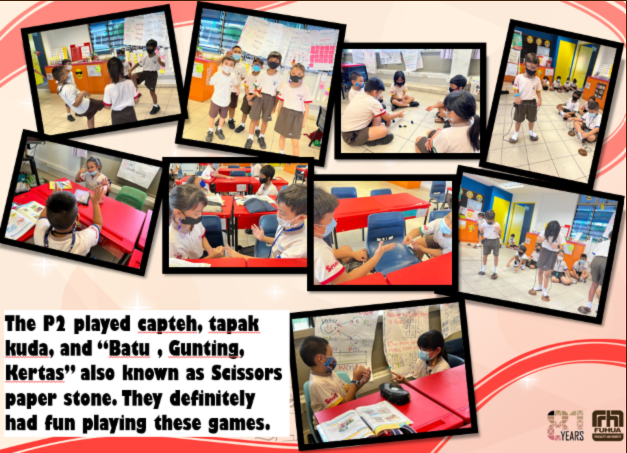 The P2 played capteh, tapak
kuda, and “Batu , Gunting,
Kertas” also known as Scissors
paper stone. They definitely
had fun playing these games.
YEARS
FUHUA